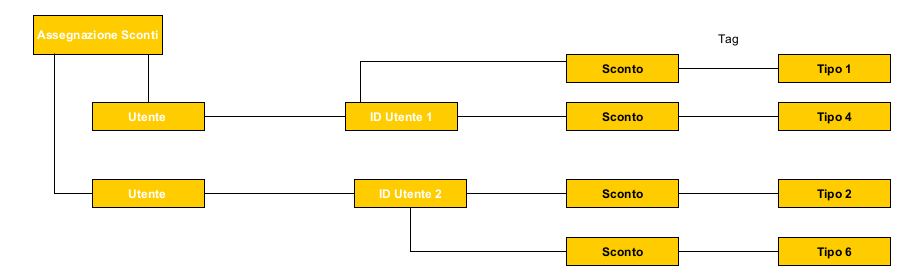 Assegnazione Sconti
Tag
Sconto
Tipo 1
Utente
ID Utente 1
Sconto
Tipo 4
Utente
ID Utente 2
Sconto
Tipo 2
Sconto
Tipo 6